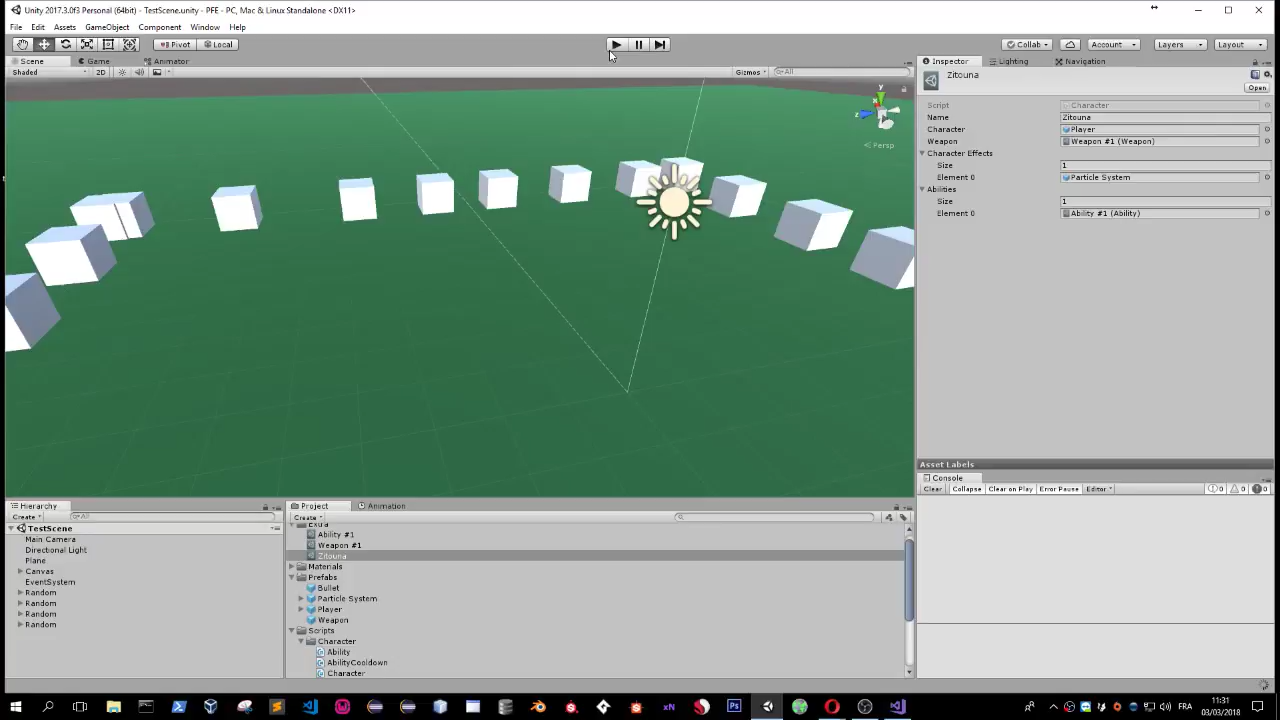 Unity 2017.3.0f3 Personal (64bit) - TestScene.unity - PFE - PC, Mac & Linux Standalone <DX11>
File Edit Assets GameObject Component Window Help
Pivot Local Collab Account Layers Layout
Scene Game Animator
Shaded 2D Gizmos All
y
x
z
Persp
Inspector Lighting Navigation
Zitouna
Open
Script Character
Name Zitouna
Character Player
Weapon Weapon #1 (Weapon)
Character Effects
Size 1
Element 0 Particle System
Abilities
Size 1
Element 0 Ability #1 (Ability)
Asset Labels
Console
Clear Collapse Clear on Play Error Pause Editor 0 0 0
Hierarchy
Create All
TestScene
Main Camera
Directional Light
Plane
Canvas
EventSystem
Random
Random
Random
Random
Project Animation
Create
Extra
Ability #1
Weapon #1
Zitouna
Materials
Prefabs
Bullet
Particle System
Player
Weapon
Scripts
Character
Ability
AbilityCooldown
Character
xN Ps FRA
11:31
03/03/2018